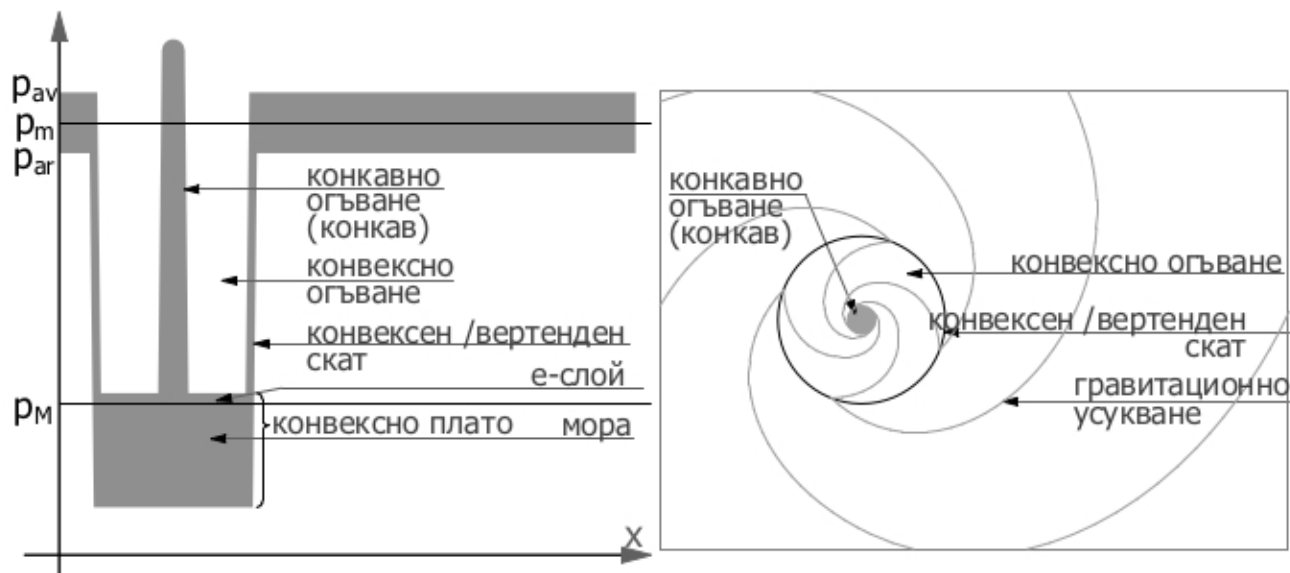 p_av
p_m
p_ar
конкавно
огъване
(конкав)
конвексно
огъване
конвексен /вертенден
скат
е-слой
p_M
конвексно плато
мора
x
конкавно
огъване
(конкав)
конвексно огъване
конвексен /вертенден
скат
гравитационно
усукване